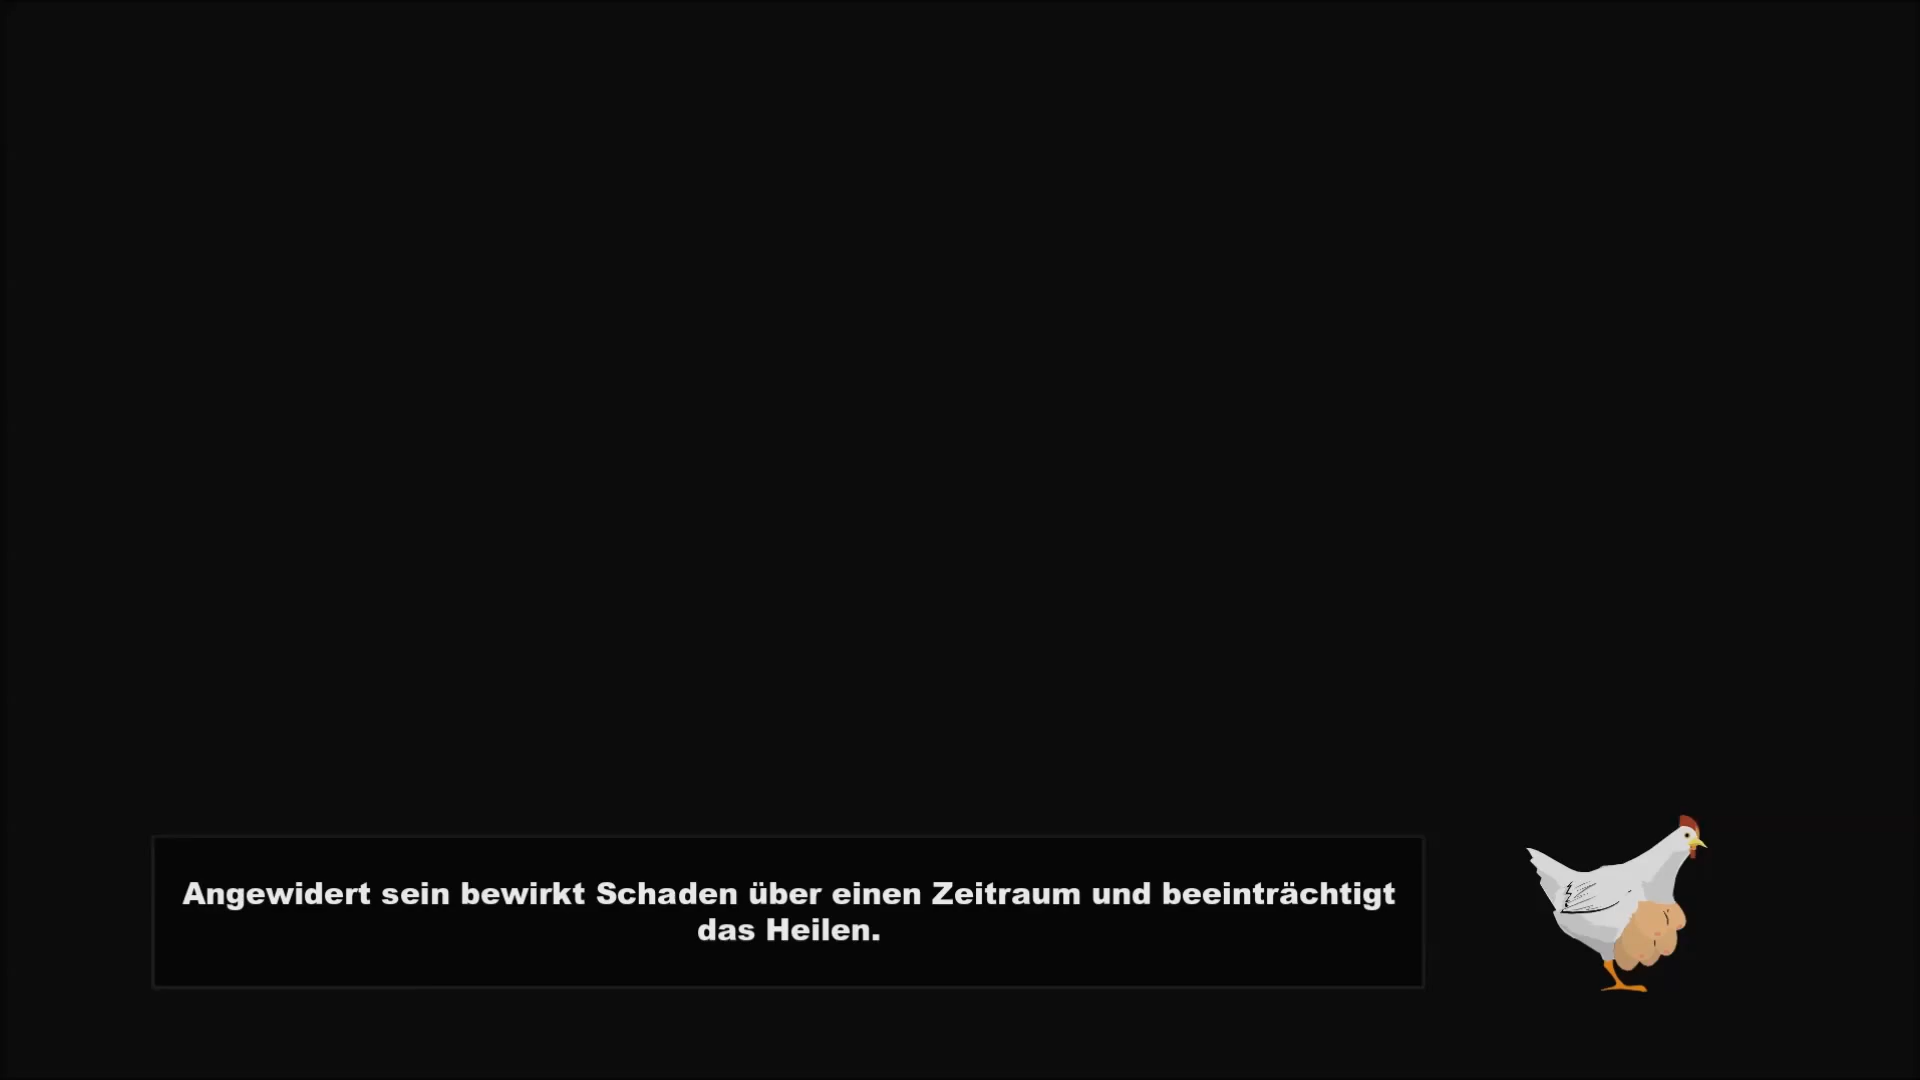 Angewidert sein bewirkt Schaden über einen Zeitraum und beeinträchtigt
das Heilen.